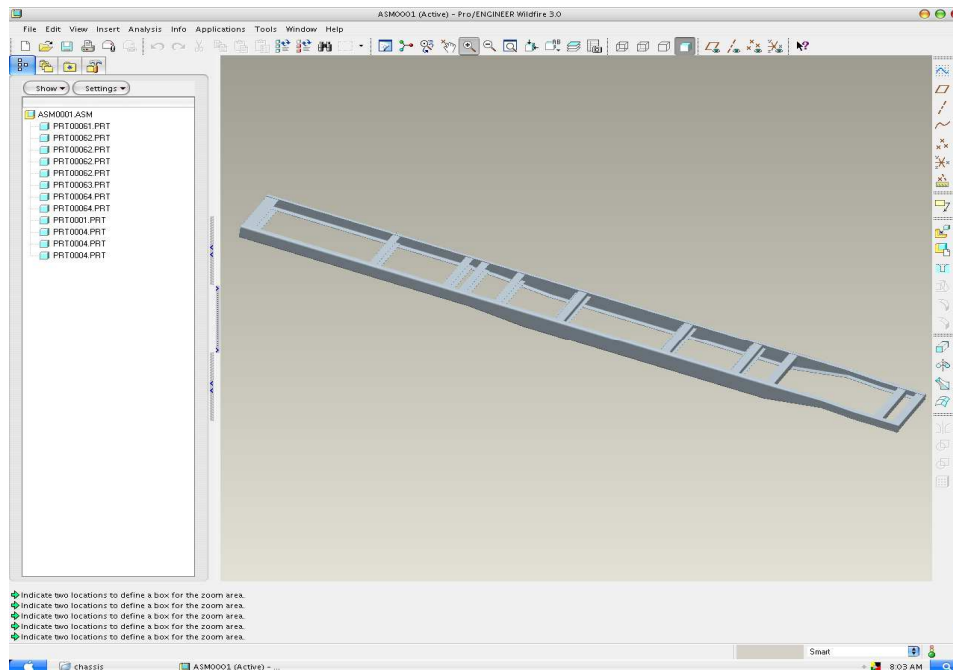 ASM0001 (Active) - Pro/ENGINEER Wildfire 3.0
File Edit View Insert Analysis Info Applications Tools Window Help
Show Settings
ASM0001.ASM
PRT00061.PRT
PRT00062.PRT
PRT00062.PRT
PRT00062.PRT
PRT00062.PRT
PRT00063.PRT
PRT00064.PRT
PRT00064.PRT
PRT0001.PRT
PRT0004.PRT
PRT0004.PRT
PRT0004.PRT
Indicate two locations to define a box for the zoom area.
Indicate two locations to define a box for the zoom area.
Indicate two locations to define a box for the zoom area.
Indicate two locations to define a box for the zoom area.
Indicate two locations to define a box for the zoom area.
Smart
chassis ASM0001 (Active) - ... 8:03 AM